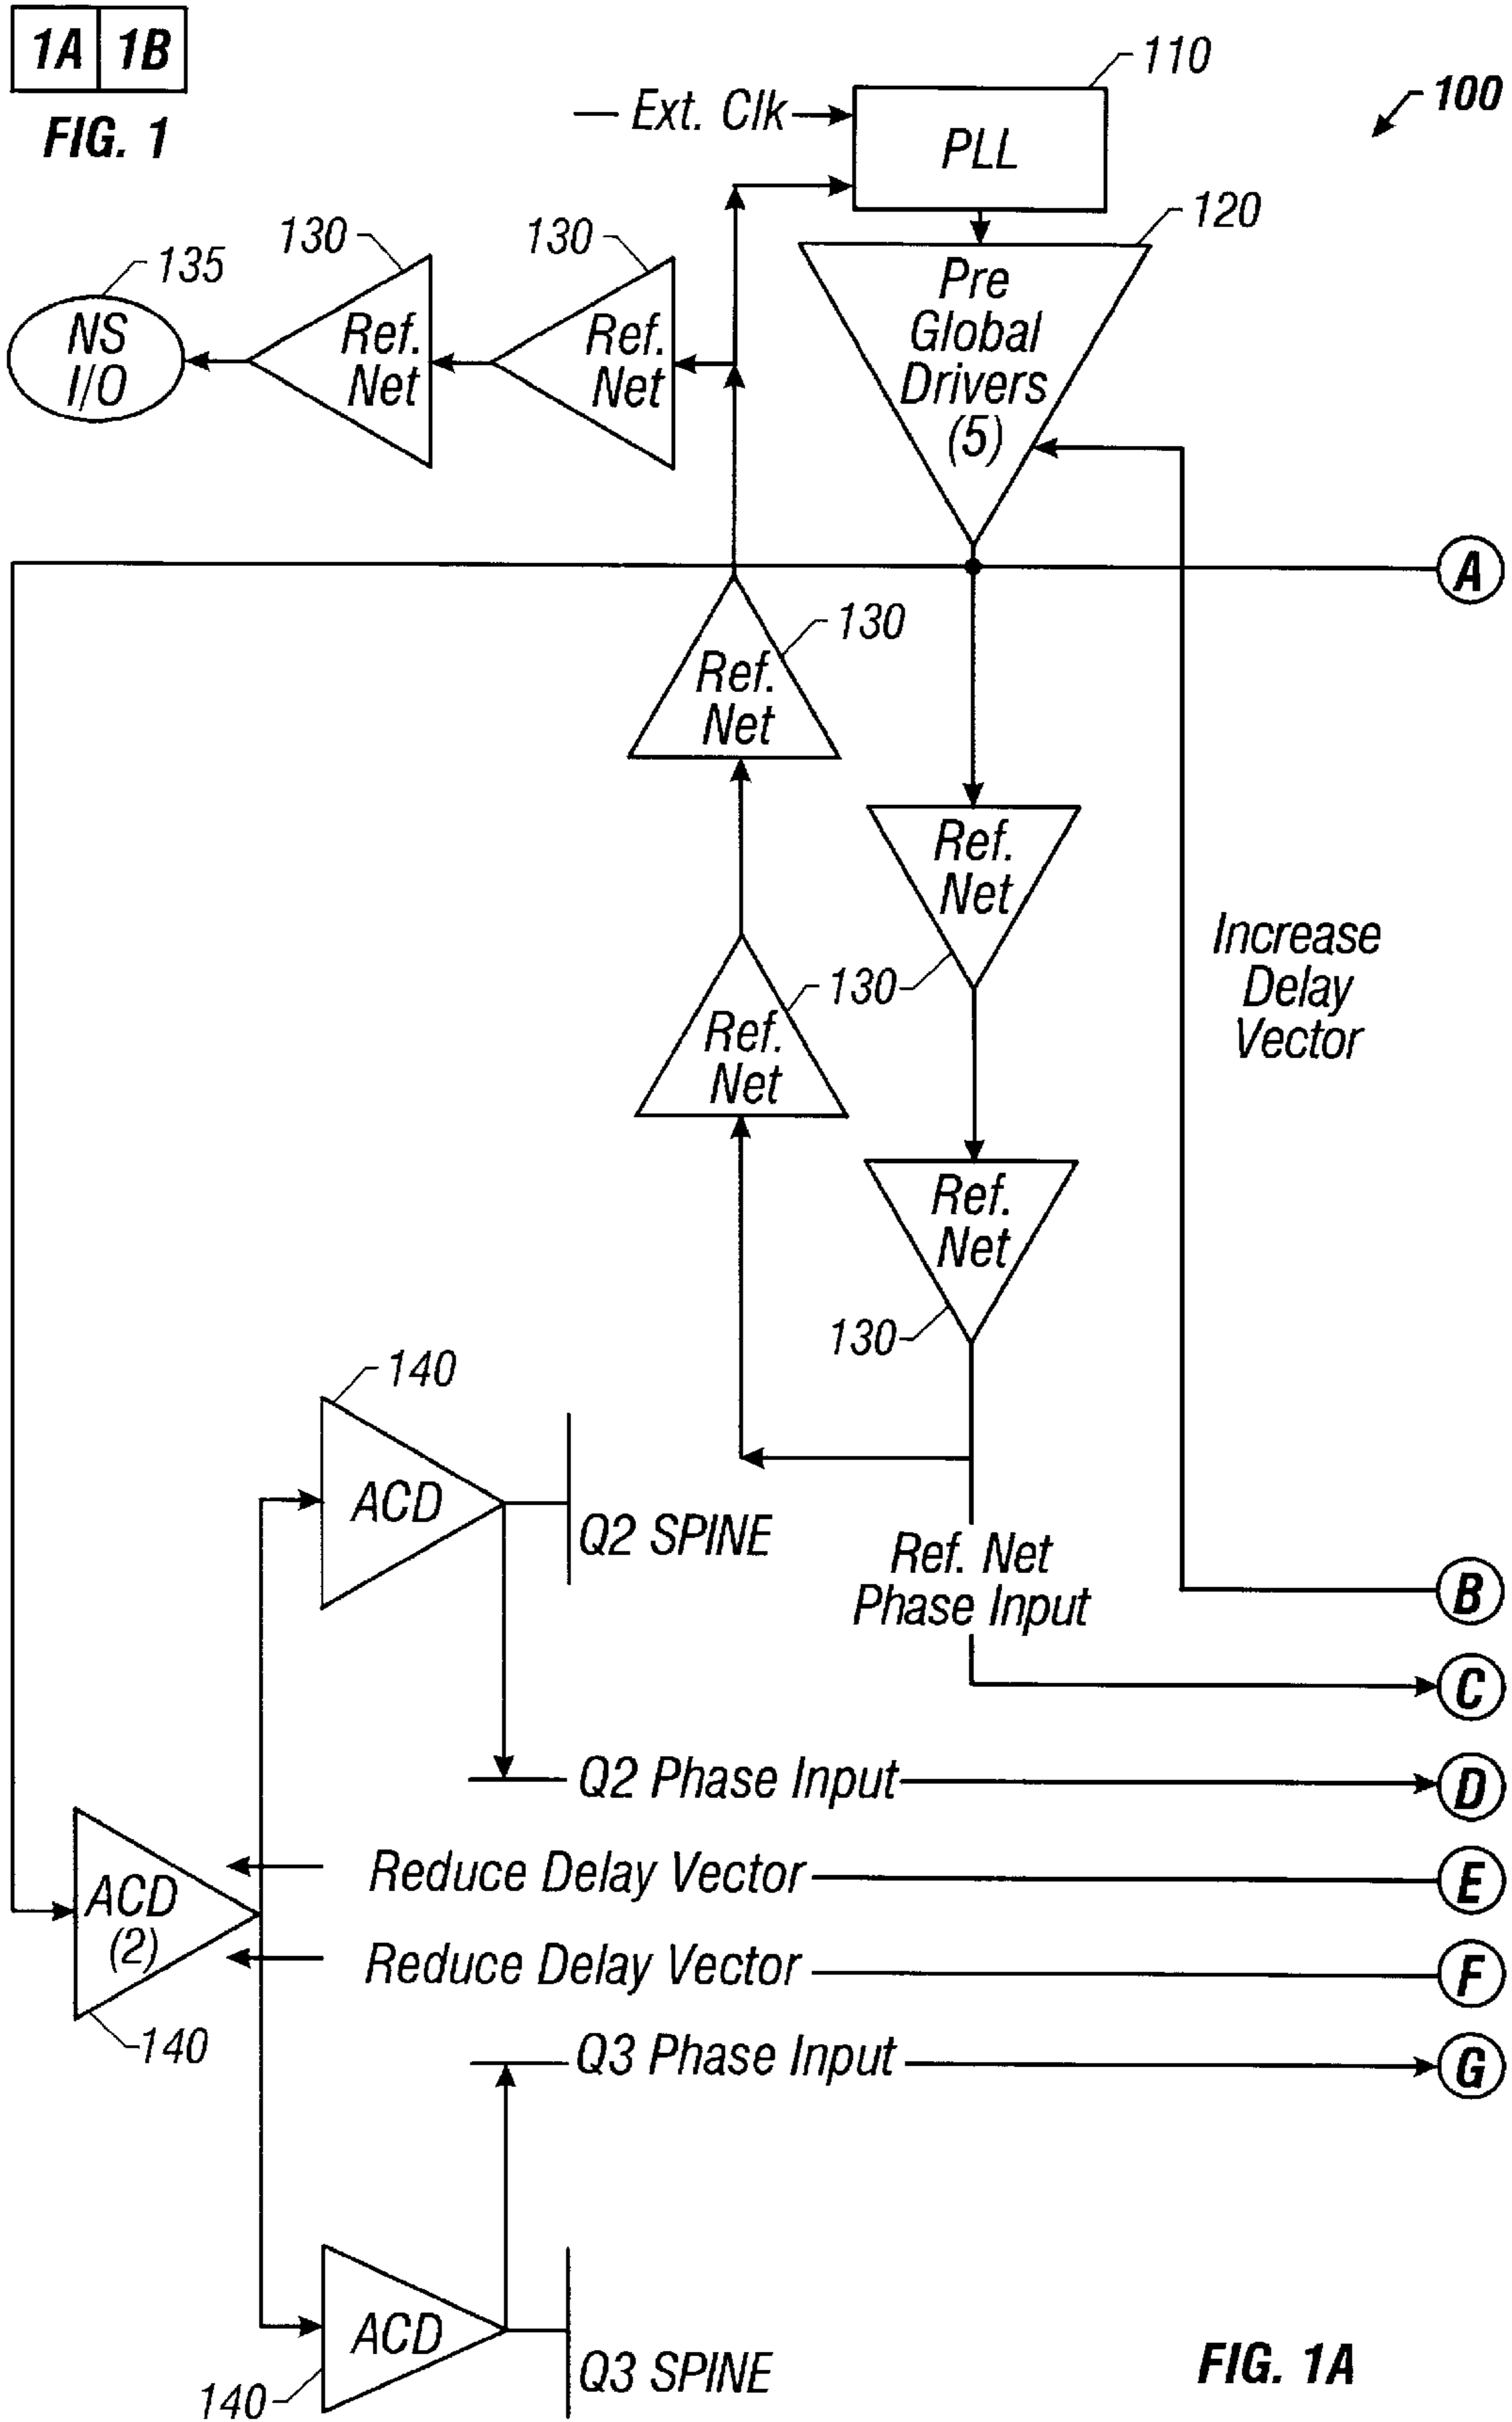 1A 1B
FIG. 1
110
Ext. Clk
PLL
100
120
130
130
135
NS
I/O
Ref.
Net
Ref.
Net
Pre
Global
Drivers
(5)
A
130
Ref.
Net
Ref.
Net
130
Ref.
Net
Increase
Delay
Vector
Ref.
Net
130
140
ACD
Q2 SPINE
Ref. Net
Phase Input
B
C
Q2 Phase Input
D
ACD
(2)
Reduce Delay Vector
E
Reduce Delay Vector
F
140
Q3 Phase Input
G
ACD
140
Q3 SPINE
FIG. 1A